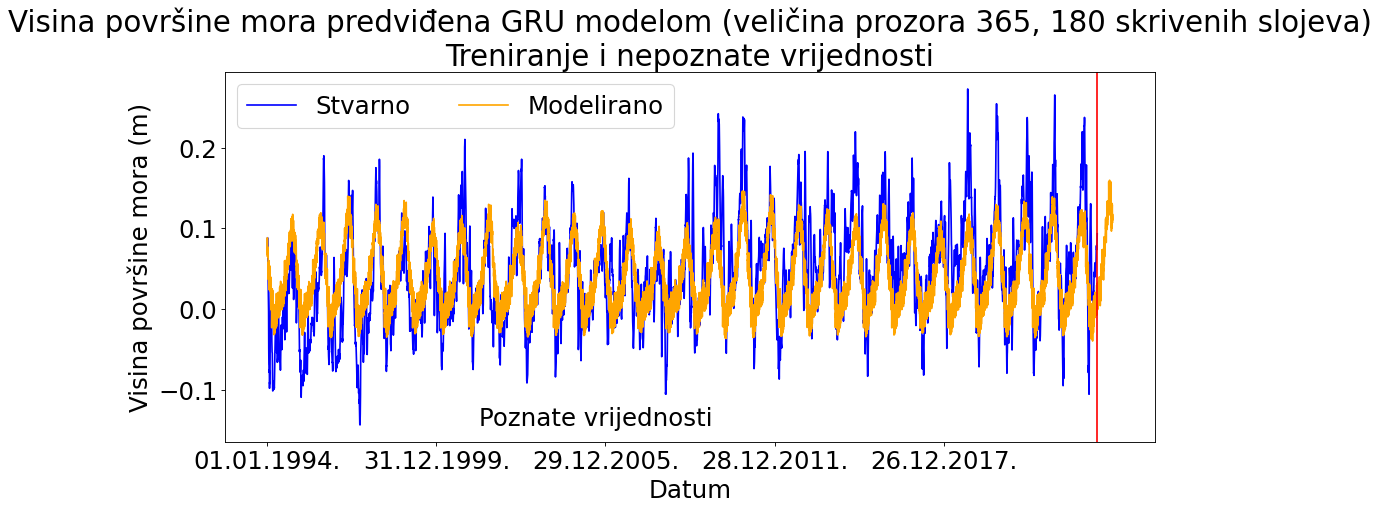 Visina površine mora predviđena GRU modelom (veličina prozora 365, 180 skrivenih slojeva)
Treniranje i nepoznate vrijednosti
Stvarno
Modelirano
Visina površine mora (m)
0.2
0.1
0.0
−0.1
Poznate vrijednosti
01.01.1994.
31.12.1999.
29.12.2005.
28.12.2011.
26.12.2017.
Datum